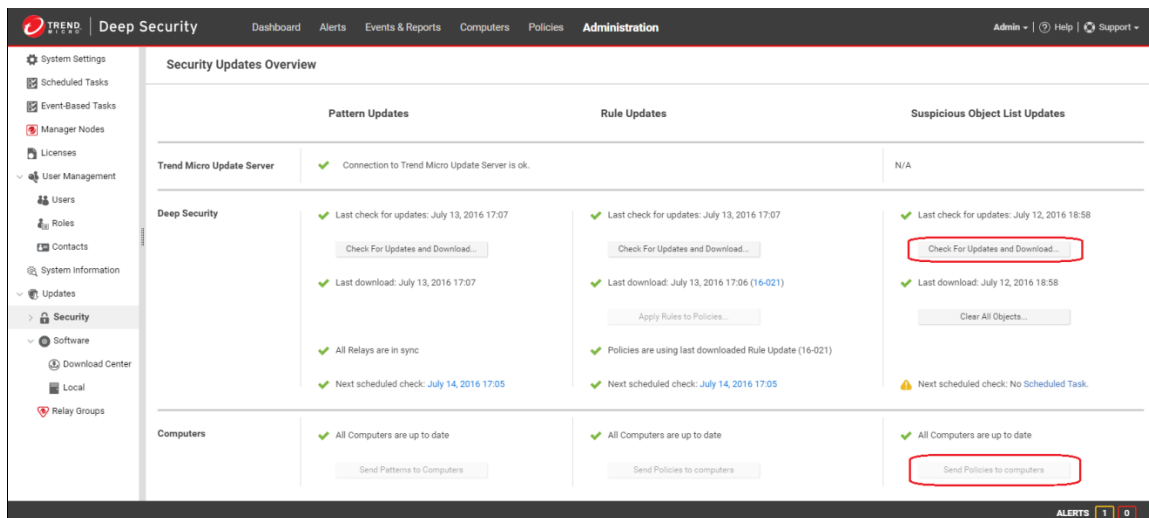 TREND MICRO | Deep Security Dashboard Alerts Events & Reports Computers Policies Administration Admin | Help | Support
System Settings
Scheduled Tasks
Event-Based Tasks
Manager Nodes
Licenses
User Management
Users
Roles
Contacts
System Information
Updates
Security
Software
Download Center
Local
Relay Groups
Security Updates Overview
Pattern Updates Rule Updates Suspicious Object List Updates
Trend Micro Update Server Connection to Trend Micro Update Server is ok. N/A
Deep Security Last check for updates: July 13, 2016 17:07 Last check for updates: July 13, 2016 17:07 Last check for updates: July 12, 2016 18:58
Check For Updates and Download... Check For Updates and Download... Check For Updates and Download...
Last download: July 13, 2016 17:07 Last download: July 13, 2016 17:06 (16-021) Last download: July 12, 2016 18:58
Apply Rules to Policies... Clear All Objects...
All Relays are in sync Policies are using last downloaded Rule Update (16-021)
Next scheduled check: July 14, 2016 17:05 Next scheduled check: July 14, 2016 17:05 Next scheduled check: No Scheduled Task.
Computers All Computers are up to date All Computers are up to date All Computers are up to date
Send Patterns to Computers Send Policies to computers Send Policies to computers
ALERTS 1 0